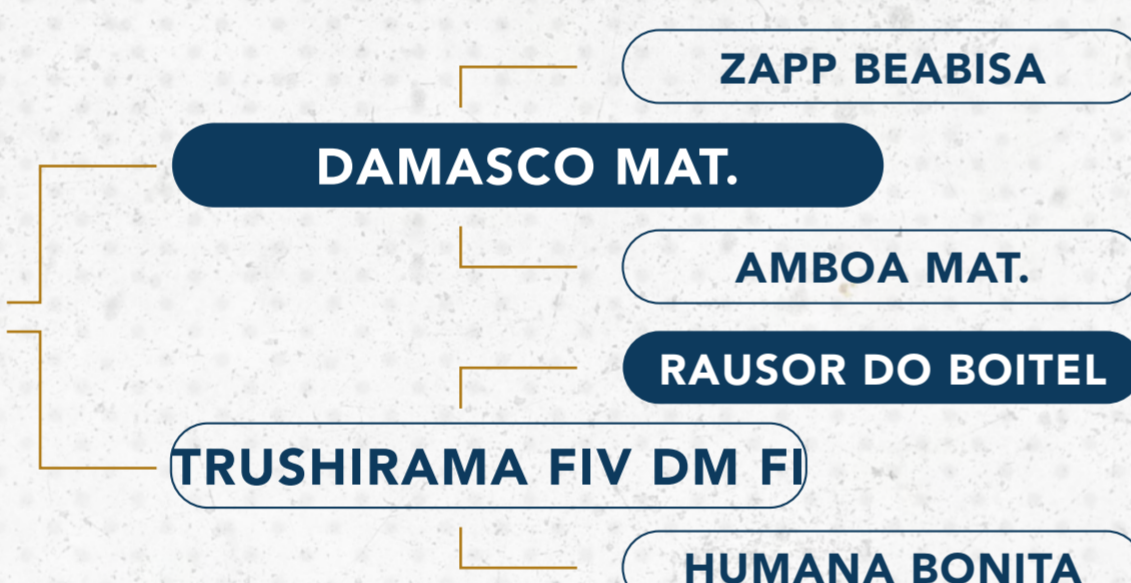 ZAPP BEABISA
DAMASCO MAT.
AMBOA MAT.
RAUSOR DO BOITEL
TRUSHIRAMA FIV DM FI
HUMANA BONITA